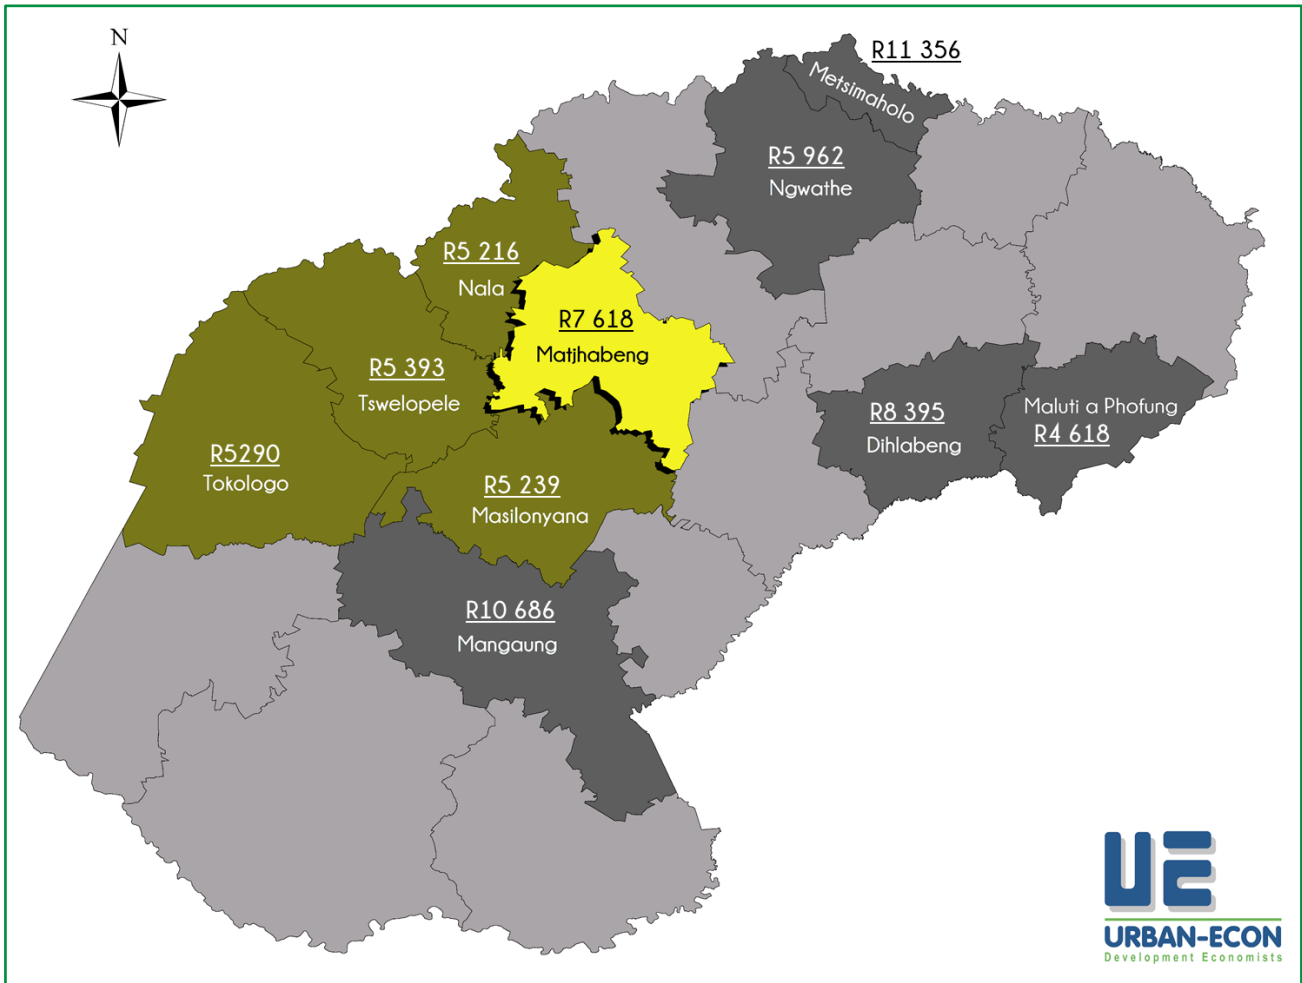 N
R11 356
Metsimaholo
R5 962
Ngwathe
R5 216
Nala
R7 618
Matjhabeng
R5 393
Tswelopele
R8 395
Dihlabeng
Maluti a Phofung
R4 618
R5290
Tokologo
R5 239
Masilonyana
R10 686
Mangaung
UE
URBAN-ECON
Development Economists